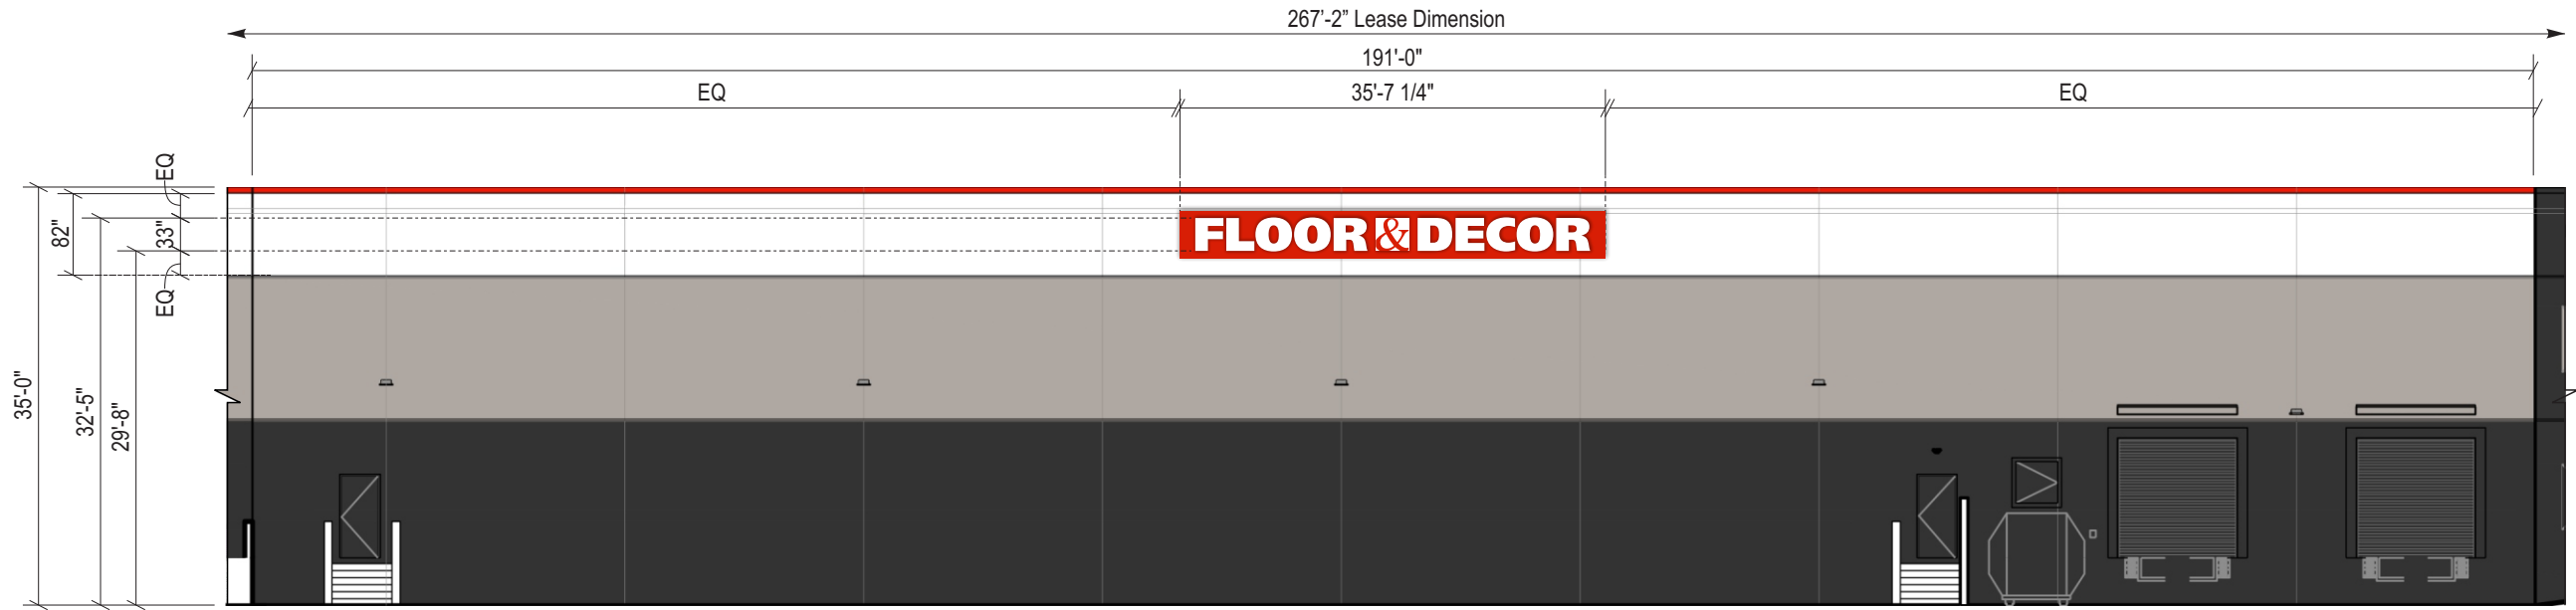 267’-2” Lease Dimension
191'-0"
EQ
35'-7 1/4"
EQ
EQ
82"
33"
EQ
35'-0"
32'-5"
29'-8"
FLOOR & DECOR